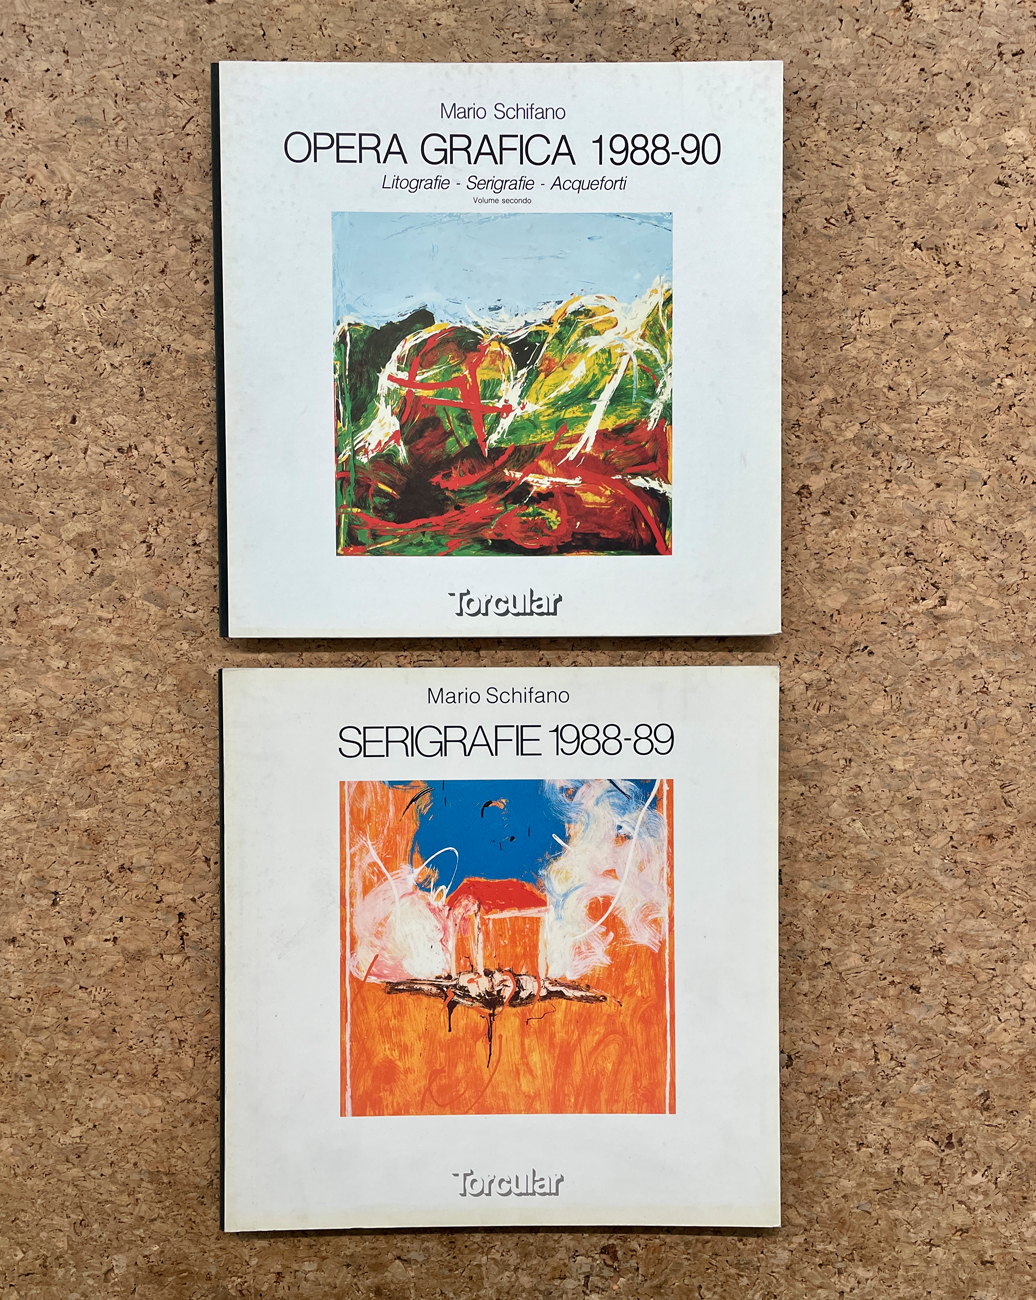 Mario Schifano
OPERA GRAFICA 1988-90
Litografie - Serigrafie - Acqueforti
Volume secondo
Torcular
Mario Schifano
SERIGRAFIE 1988-89
Torcular